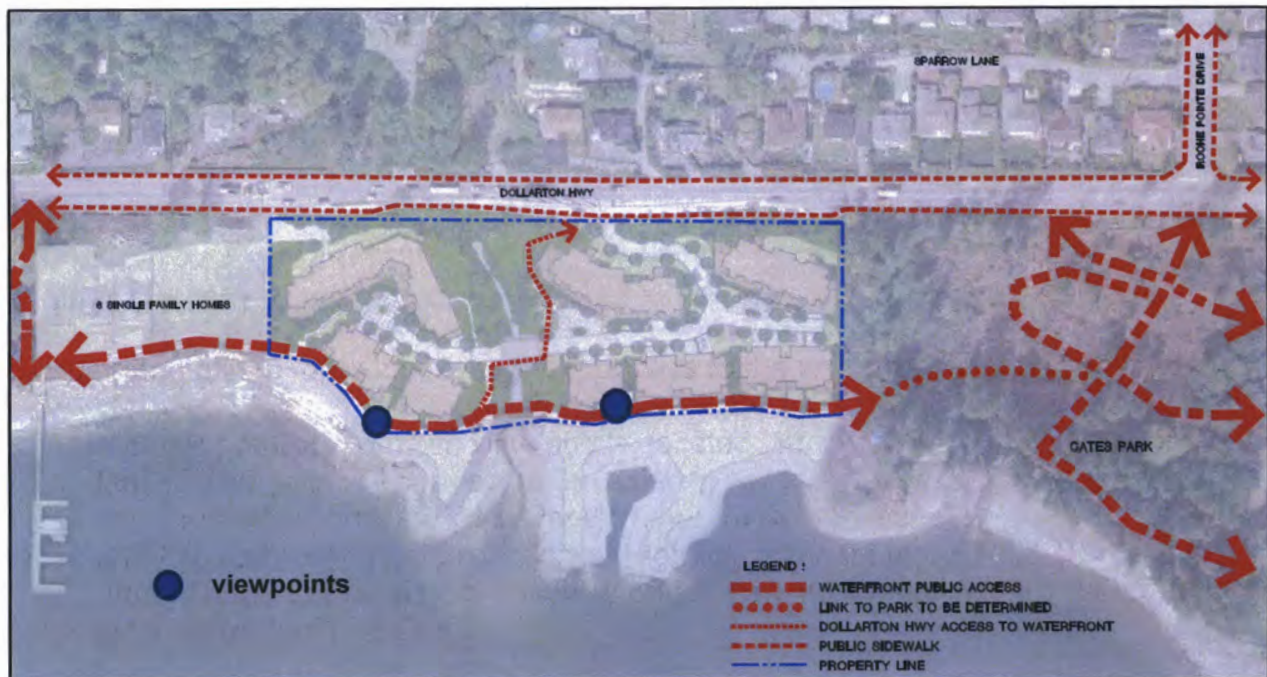 SPARROW LANE
ROCHE POINTE DRIVE
DOLLARTON HWY
6 SINGLE FAMILY HOMES
CATES PARK
viewpoints
LEGEND :
WATERFRONT PUBLIC ACCESS
LINK TO PARK TO BE DETERMINED
DOLLARTON HWY ACCESS TO WATERFRONT
PUBLIC SIDEWALK
PROPERTY LINE